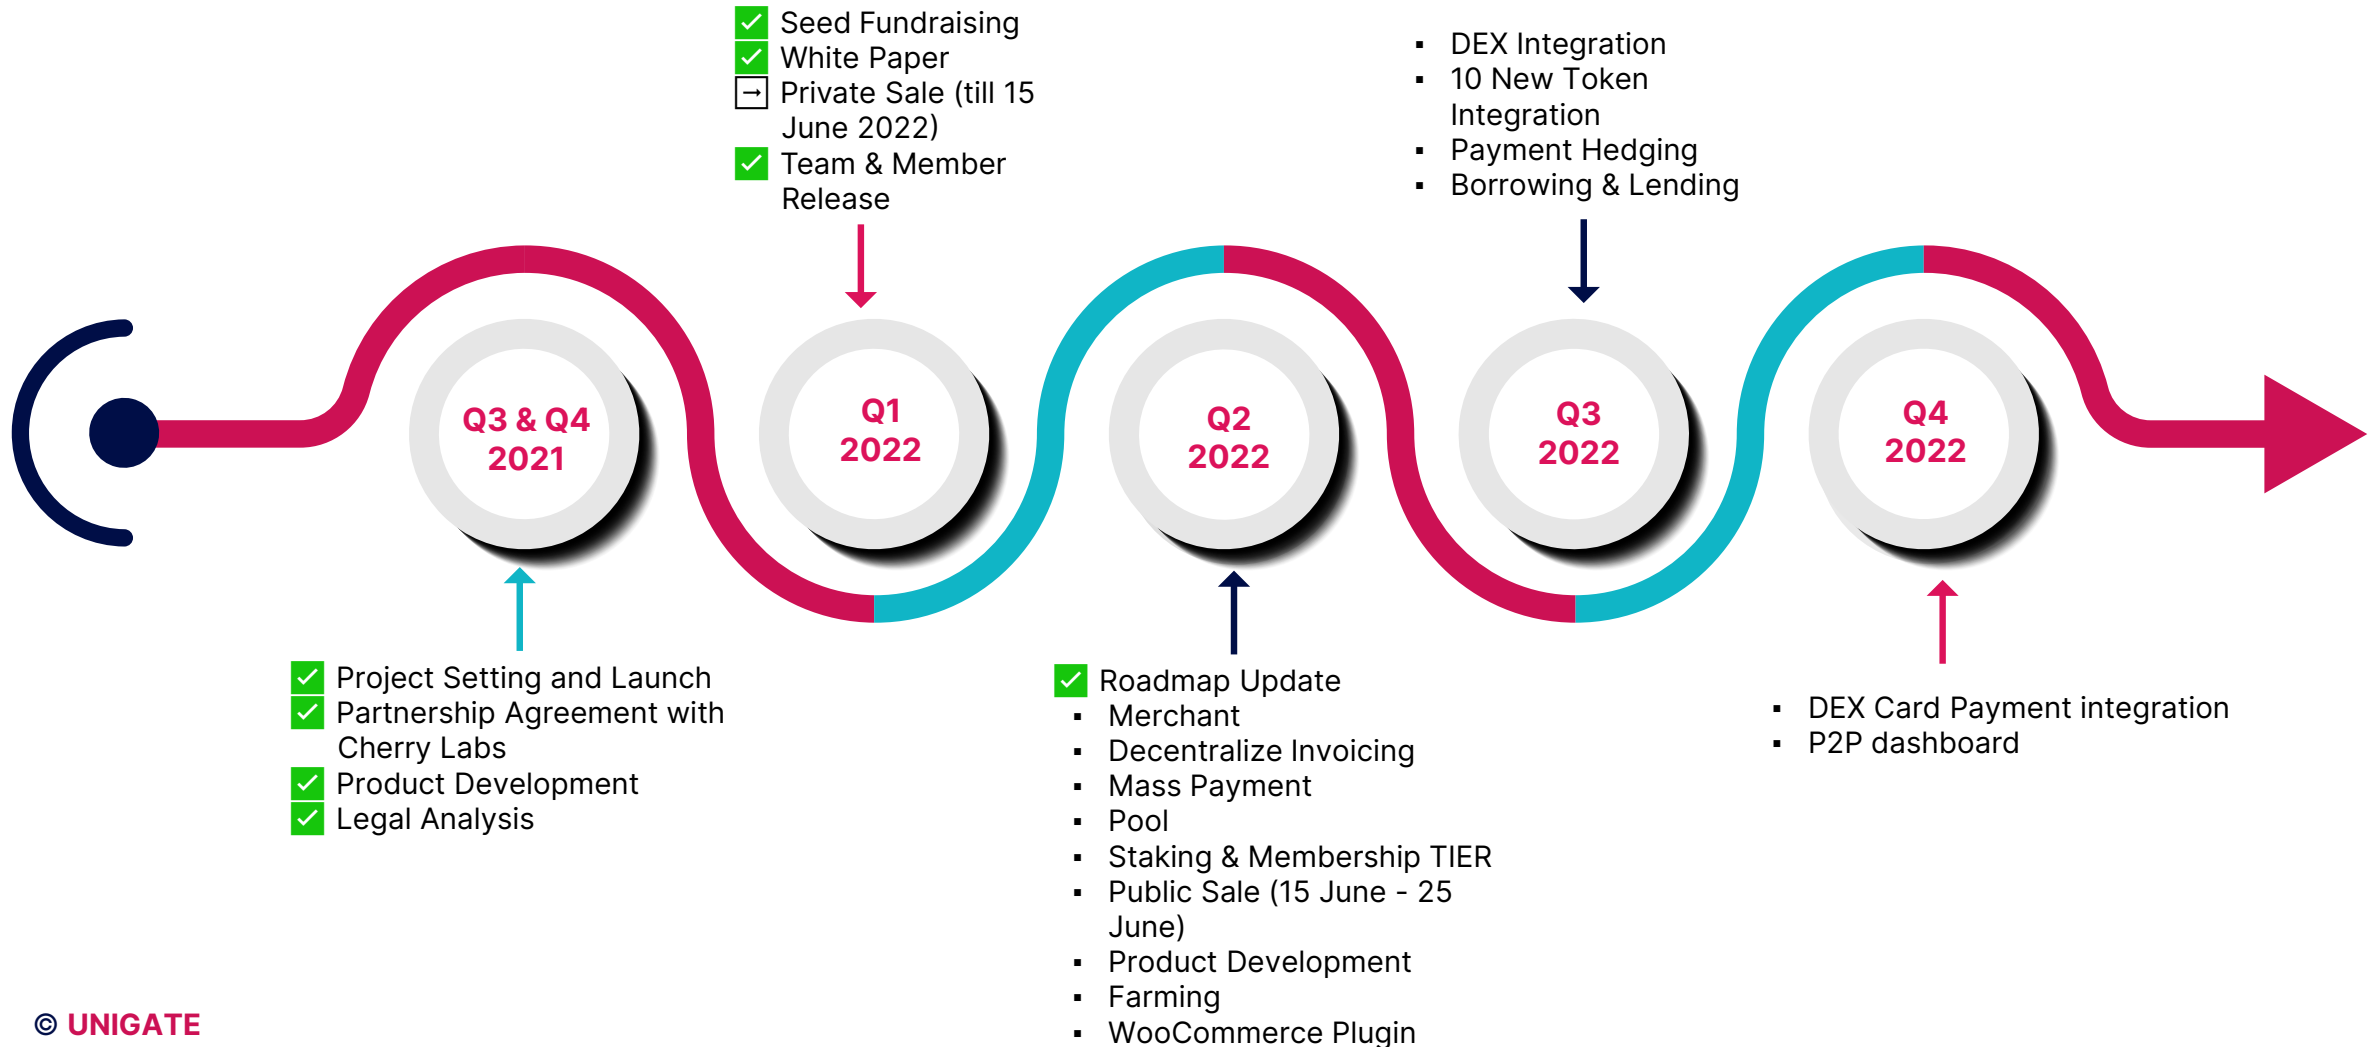 Seed Fundraising
White Paper
Private Sale (till 15
June 2022)
Team & Member
Release
DEX Integration
10 New Token
Integration
Payment Hedging
Borrowing & Lending
Q3 & Q4
2021
Q1
2022
Q2
2022
Q3
2022
Q4
2022
Project Setting and Launch
Partnership Agreement with
Cherry Labs
Product Development
Legal Analysis
Roadmap Update
Merchant
Decentralize Invoicing
Mass Payment
Pool
Staking & Membership TIER
Public Sale (15 June - 25
June)
Product Development
Farming
WooCommerce Plugin
DEX Card Payment integration
P2P dashboard
© UNIGATE